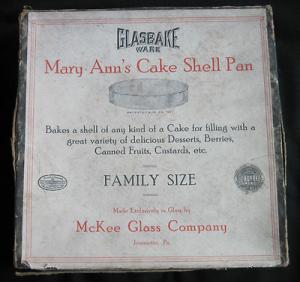 GLASBAKE
WARE
Mary Ann's Cake Shell Pan
Bakes a shell of any kind of a Cake for filling with a
great variety of delicious Desserts, Berries,
Canned Fruits, Custards, etc.
FAMILY SIZE
Made Exclusively in Glass by
McKee Glass Company
Jeannette, Pa.